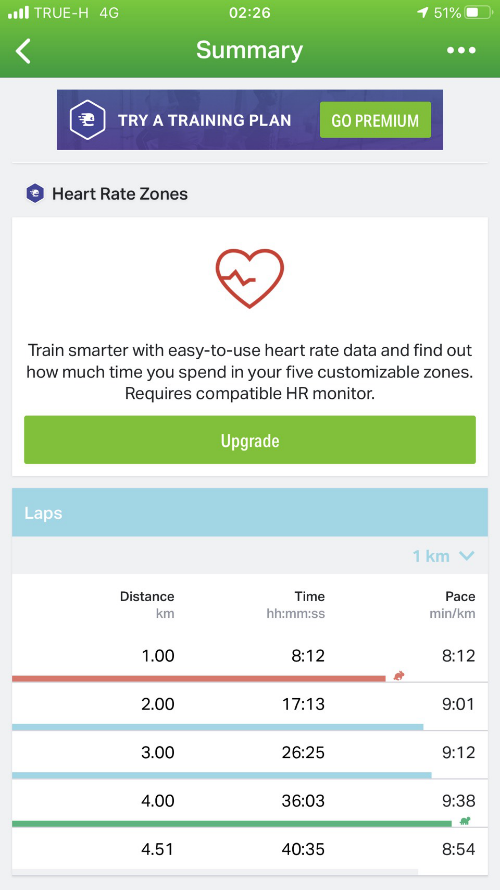 TRUE-H 4G 02:26 51%
Summary
TRY A TRAINING PLAN GO PREMIUM
Heart Rate Zones
Train smarter with easy-to-use heart rate data and find out
how much time you spend in your five customizable zones.
Requires compatible HR monitor.
Upgrade
Laps
1 km
Distance Time Pace
km hh:mm:ss min/km
1.00 8:12 8:12
2.00 17:13 9:01
3.00 26:25 9:12
4.00 36:03 9:38
4.51 40:35 8:54